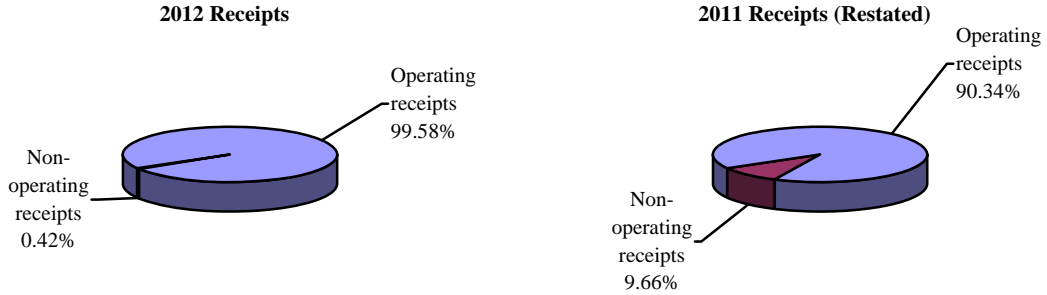 2012 Receipts
Operating
receipts
99.58%
Non-
operating
receipts
0.42%
2011 Receipts (Restated)
Operating
receipts
90.34%
Non-
operating
receipts
9.66%